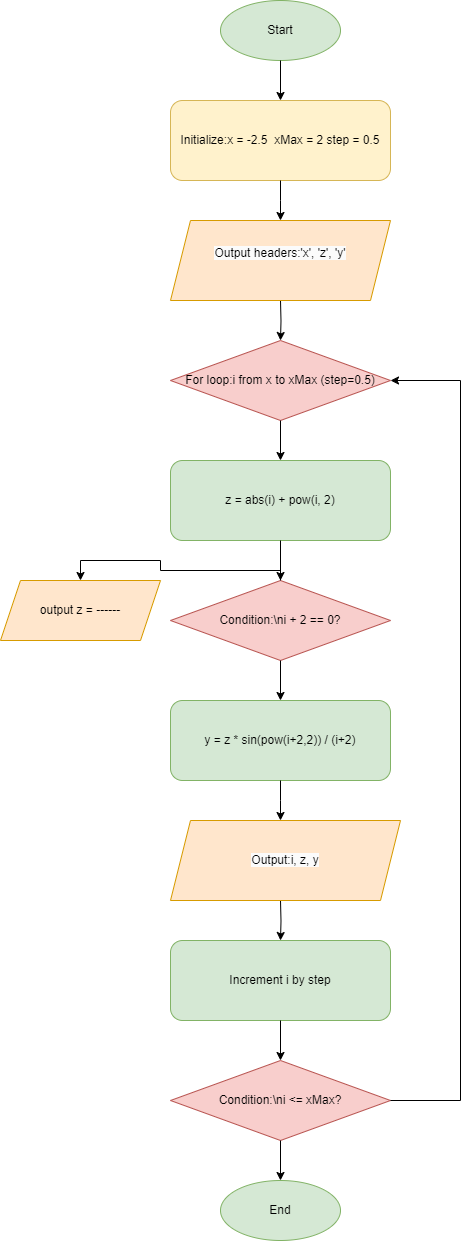 Start
Initialize:x = -2.5  xMax = 2 step = 0.5
Output headers:'x', 'z', 'y'
For loop:i from x to xMax (step=0.5)
z = abs(i) + pow(i, 2)
output z = ------
Condition:\ni + 2 == 0?
y = z * sin(pow(i+2,2)) / (i+2)
Output:i, z, y
Increment i by step
Condition:\ni <= xMax?
End